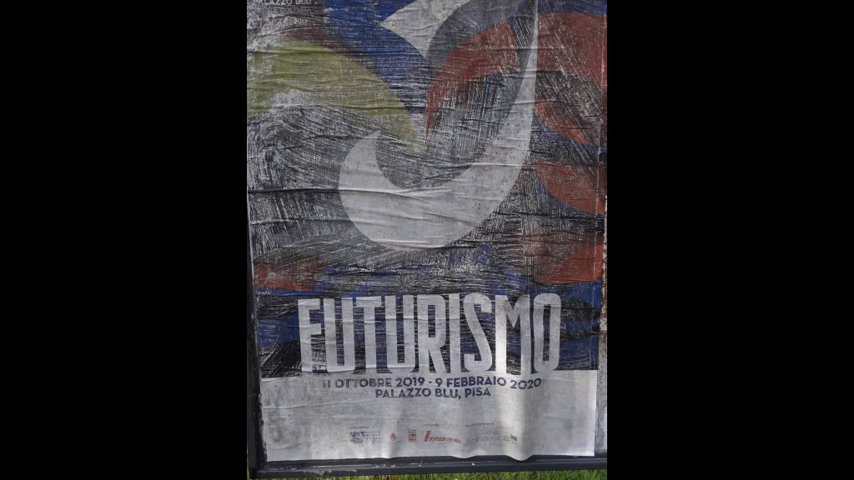 PALAZZO BLU
FUTURISMO
11 OTTOBRE 2019 - 9 FEBBRAIO 2020
PALAZZO BLU, PISA